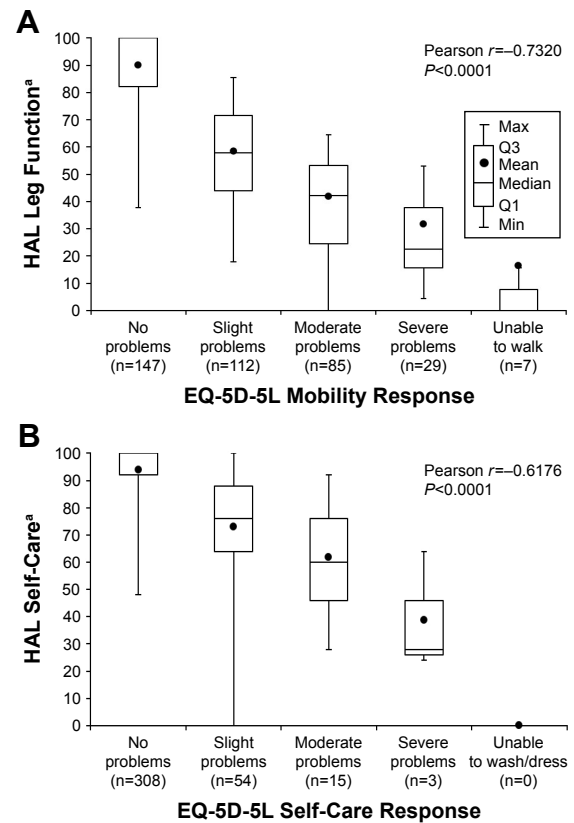 A
HAL Leg Functionᵃ
100
90
80
70
60
50
40
30
20
10
0
Pearson r=–0.7320
P<0.0001
Max
Q3
Mean
Median
Q1
Min
No problems (n=147)
Slight problems (n=112)
Moderate problems (n=85)
Severe problems (n=29)
Unable to walk (n=7)
EQ-5D-5L Mobility Response
B
HAL Self-Careᵃ
100
90
80
70
60
50
40
30
20
10
0
Pearson r=–0.6176
P<0.0001
No problems (n=308)
Slight problems (n=54)
Moderate problems (n=15)
Severe problems (n=3)
Unable to wash/dress (n=0)
EQ-5D-5L Self-Care Response